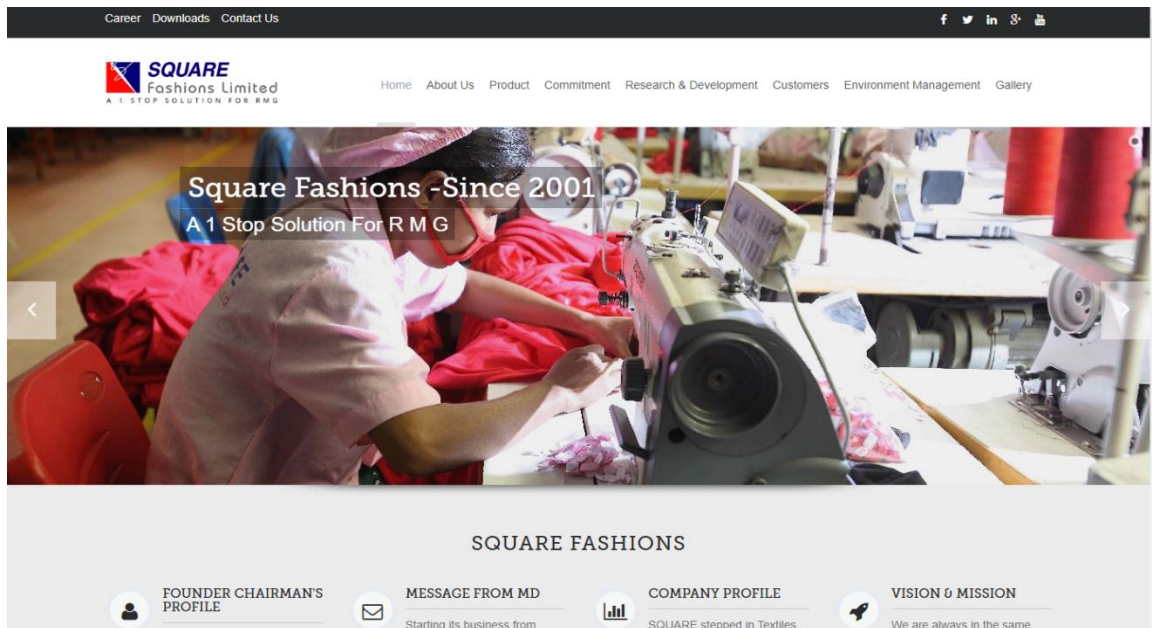 Career Downloads Contact Us
SQUARE
Fashions Limited
A 1 STOP SOLUTION FOR RMG
Home About Us Product Commitment Research & Development Customers Environment Management Gallery
Square Fashions -Since 2001
A 1 Stop Solution For R M G
SQUARE FASHIONS
FOUNDER CHAIRMAN'S
PROFILE
MESSAGE FROM MD
Starting its business from
COMPANY PROFILE
SQUARE stepped in Textiles
VISION & MISSION
We are always in the same